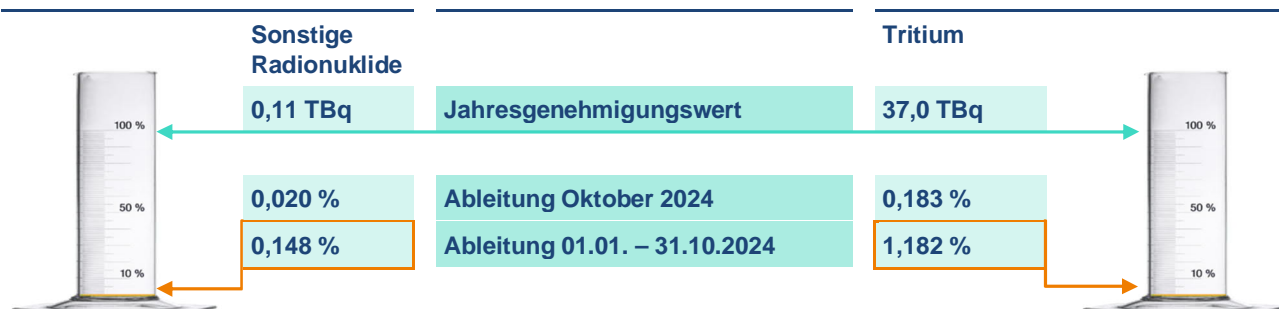 Sonstige
Radionuklide
Tritium
0,11 TBq
Jahresgenehmigungswert
37,0 TBq
100 %
100 %
0,020 %
Ableitung Oktober 2024
0,183 %
50 %
50 %
0,148 %
Ableitung 01.01. – 31.10.2024
1,182 %
10 %
10 %